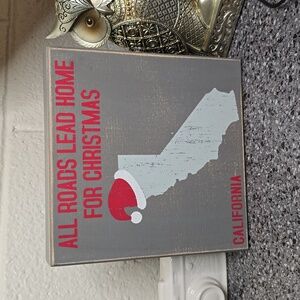 ALL ROADS LEAD HOME
FOR CHRISTMAS
CALIFORNIA